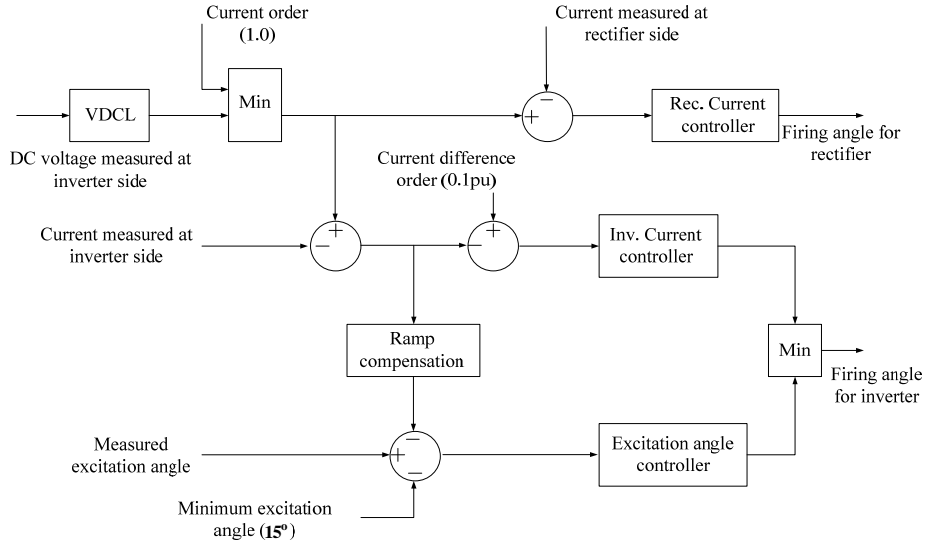 Current order
(1.0)
Current measured at
rectifier side
VDCL
Min
−
+
Rec. Current
controller
DC voltage measured at
inverter side
Firing angle for
rectifier
Current difference
order (0.1pu)
Current measured at
inverter side
+
−
+
−
Inv. Current
controller
Ramp
compensation
Min
Firing angle
for inverter
Measured
excitation angle
−
+
−
Excitation angle
controller
Minimum excitation
angle (15°)